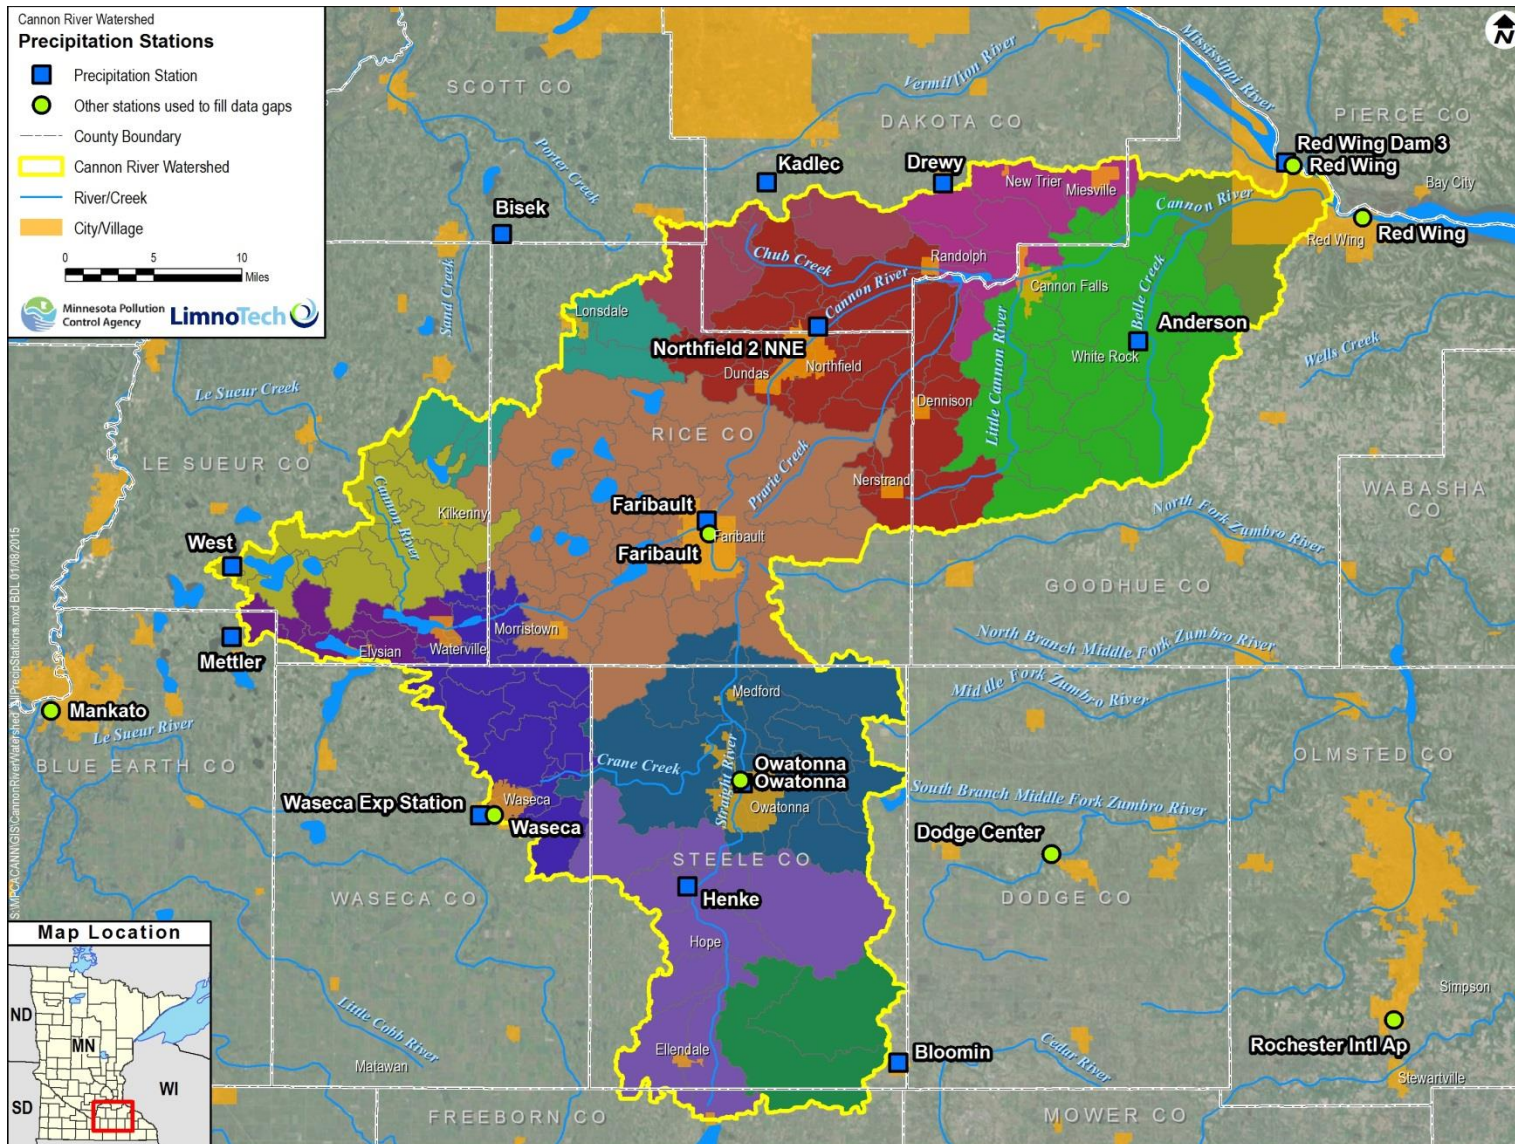 Cannon River Watershed
Precipitation Stations
Precipitation Station
Other stations used to fill data gaps
County Boundary
Cannon River Watershed
River/Creek
City/Village
0 5 10
Miles
Minnesota Pollution
Control Agency
LimnoTech
N
SCOTT CO
DAKOTA CO
PIERCE CO
Vermillion River
Mississippi River
Porter Creek
Sand Creek
Kadlec
Drewy
Red Wing Dam 3
Red Wing
Bay City
New Trier
Miesville
Cannon River
Bisek
Red Wing
Red Wing
Chub Creek
Randolph
Cannon River
Cannon Falls
Belle Creek
Lonsdale
Anderson
Northfield 2 NNE
White Rock
Wells Creek
Dundas
Northfield
Little Cannon River
Le Sueur Creek
Dennison
RICE CO
LE SUEUR CO
Prarie Creek
Nerstrand
WABASHA
CO
Kilkenny
Cannon River
Faribault
Faribault
Faribault
North Fork Zumbro River
West
GOODHUE CO
Morristown
Mettler
Elysian
Waterville
North Branch Middle Fork Zumbro River
Medford
Middle Fork Zumbro River
Mankato
Le Sueur River
BLUE EARTH CO
Crane Creek
Straight River
Owatonna
Owatonna
Owatonna
OLMSTED CO
South Branch Middle Fork Zumbro River
Waseca Exp Station
Waseca
Waseca
Dodge Center
STEELE CO
Henke
WASECA CO
DODGE CO
Hope
Simpson
Little Cobb River
Matawan
Ellendale
Bloomin
Cedar River
Rochester Intl Ap
Stewartville
FREEBORN CO
MOWER CO
Map Location
ND
MN
SD
WI